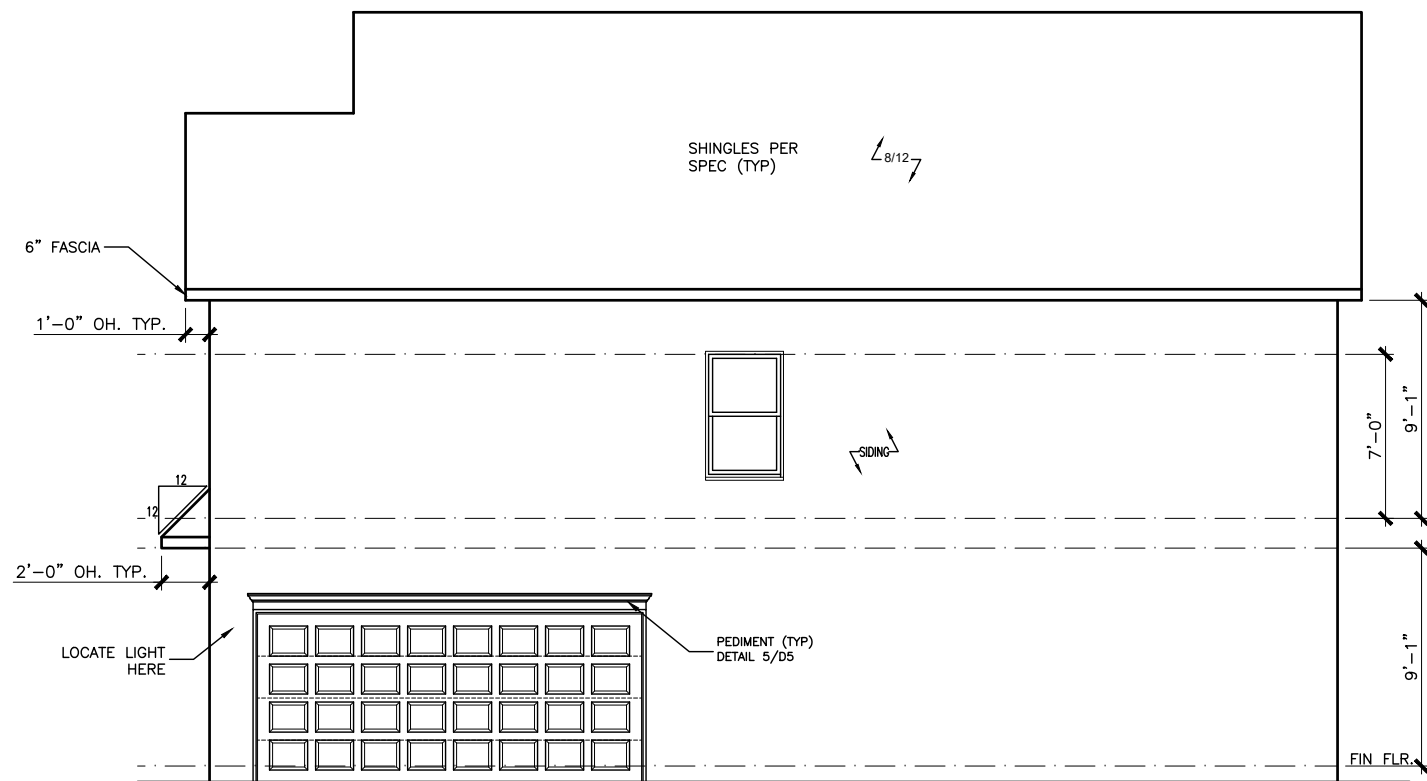 SHINGLES PER
SPEC (TYP)
8/12
6" FASCIA
1'-0" OH. TYP.
7'-0"
9'-1"
SIDING
12
12
2'-0" OH. TYP.
LOCATE LIGHT
HERE
PEDIMENT (TYP)
DETAIL 5/D5
9'-1"
FIN FLR.